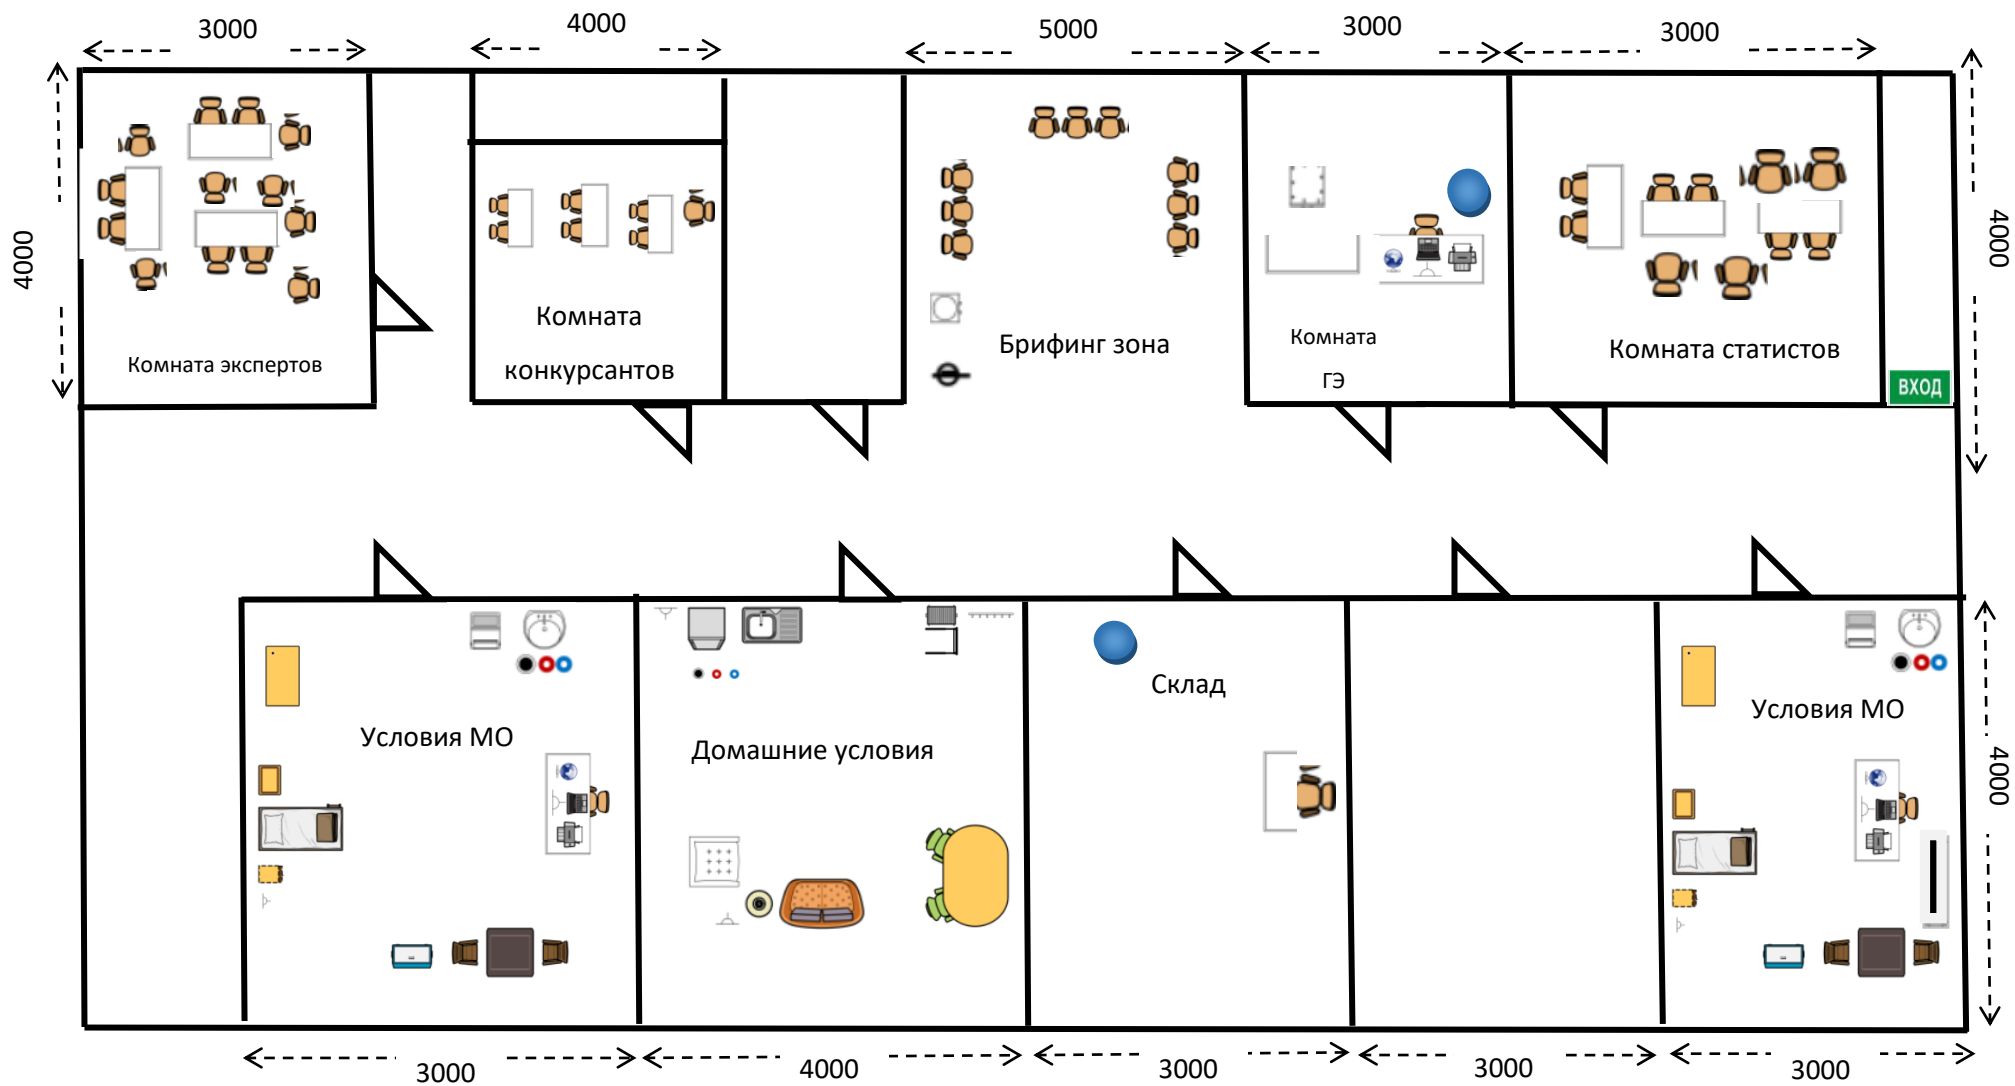 3000
4000
5000
3000
3000
4000
4000
Комната экспертов
Комната
конкурсантов
Брифинг зона
Комната
ГЭ
Комната статистов
ВХОД
Условия МО
Домашние условия
Склад
Условия МО
4000
3000
4000
3000
3000
3000